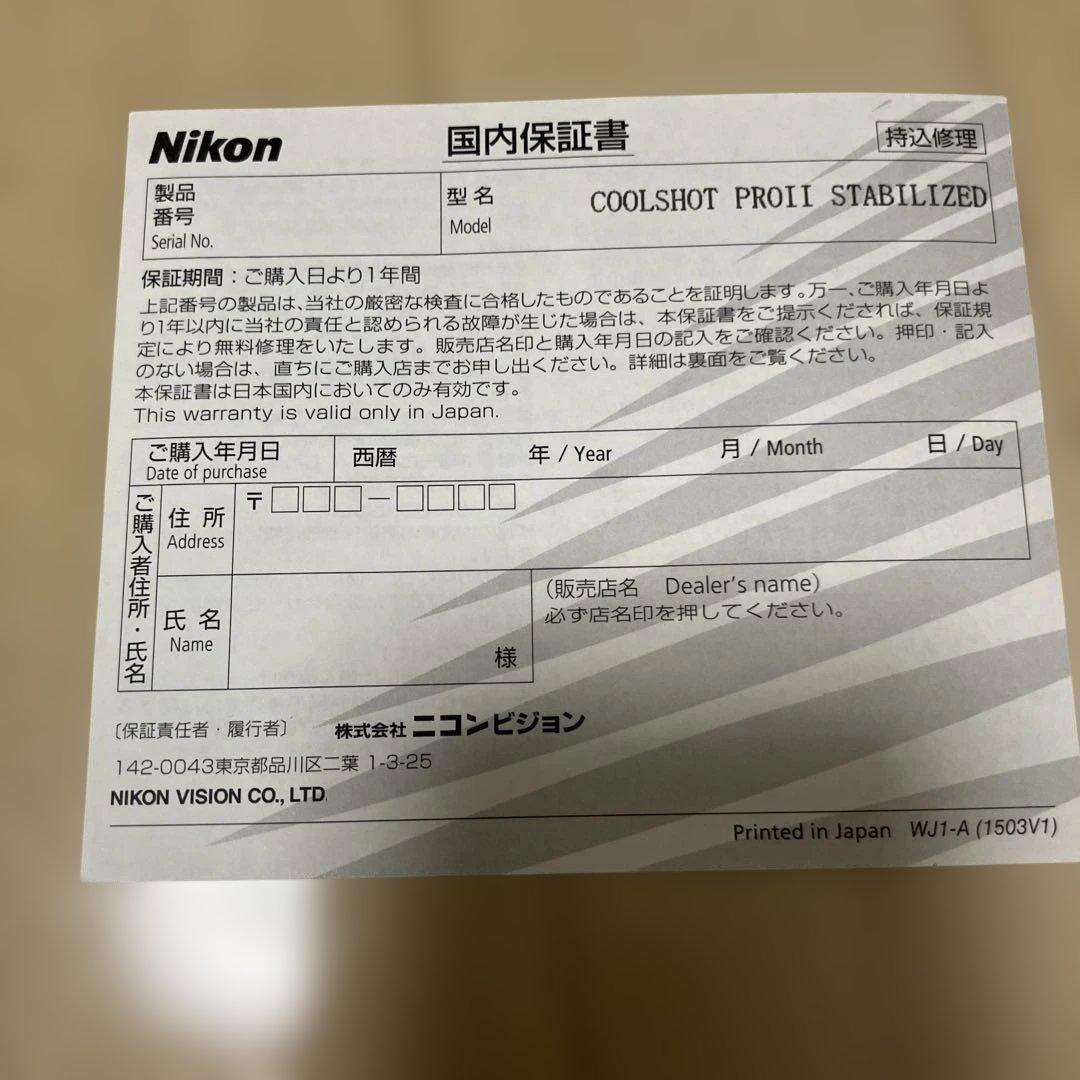 Nikon 国内保証書 持込修理
製品
番号
Serial No.
型名
Model
COOLSHOT PROII STABILIZED
保証期間：ご購入日より1年間
上記番号の製品は、当社の厳密な検査に合格したものであることを証明します。万一、ご購入年月日よ
り1年以内に当社の責任と認められる故障が生じた場合は、本保証書をご提示くだされば、保証規
定により無料修理をいたします。販売店名印と購入年月日の記入をご確認ください。押印・記入
のない場合は、直ちにご購入店までお申し出ください。詳細は裏面をご覧ください。
本保証書は日本国内においてのみ有効です。
This warranty is valid only in Japan.
ご購入年月日
Date of purchase
西暦 年 / Year 月 / Month 日 / Day
ご購入者住所・氏名
住所
Address
〒□□□－□□□□
氏名
Name
様
（販売店名 Dealer's name）
必ず店名印を押してください。
〔保証責任者・履行者〕 株式会社 ニコンビジョン
142-0043東京都品川区二葉 1-3-25
NIKON VISION CO., LTD.
Printed in Japan WJ1-A (1503V1)